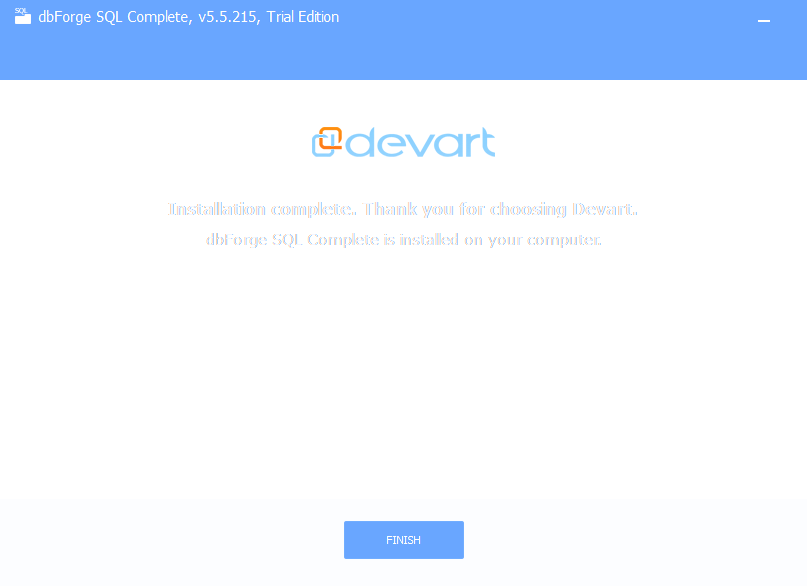 SQL
dbForge SQL Complete, v5.5.215, Trial Edition
devart
Installation complete. Thank you for choosing Devart.
dbForge SQL Complete is installed on your computer.
FINISH